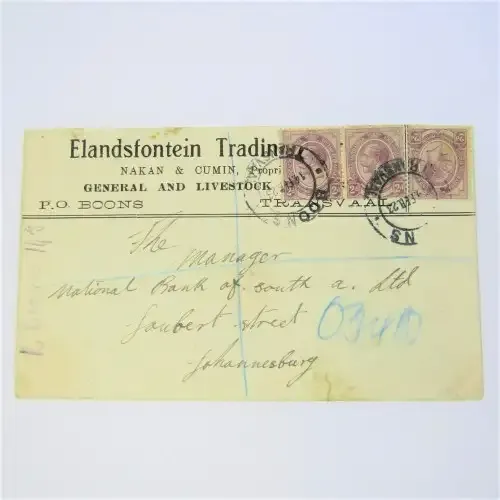 Elandsfontein Trading
NAKAN & CUMIN, Propri
GENERAL AND LIVESTOCK
P.O. BOONS TRANSVAAL
The
Manager
National Bank of South A. Ltd
Joubert Street
Johannesburg